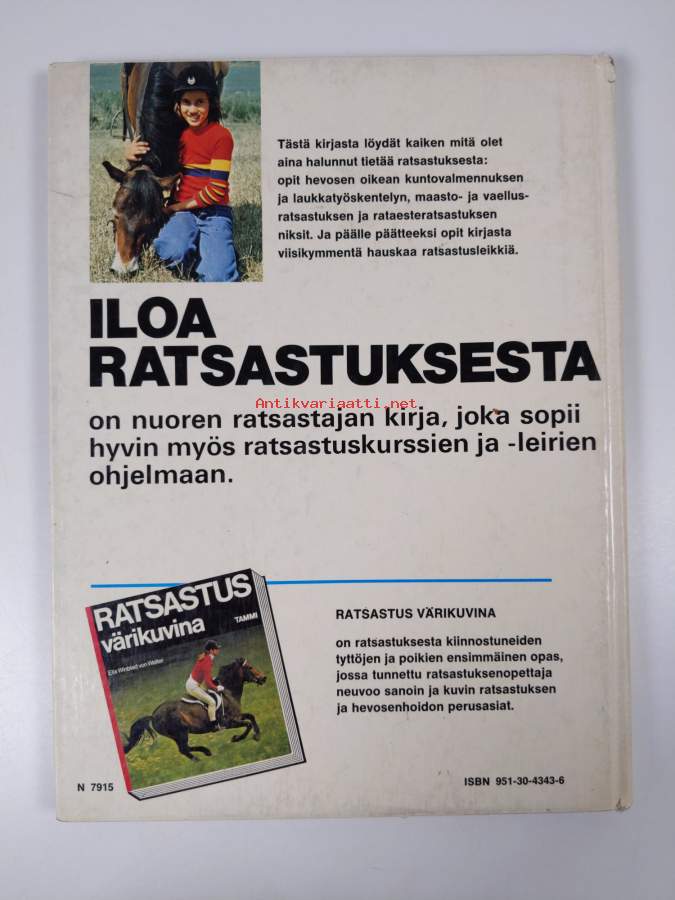 Tästä kirjasta löydät kaiken mitä olet
aina halunnut tietää ratsastuksesta:
opit hevosen oikean kuntovalmennuksen
ja laukkatyöskentelyn, maasto- ja vaellus-
ratsastuksen ja rataesteratsastuksen
niksit. Ja päälle päätteeksi opit kirjasta
viisikymmentä hauskaa ratsastusleikkiä.
ILOA
RATSASTUKSESTA
Antikvariaatti.net
on nuoren ratsastajan kirja, joka sopii
hyvin myös ratsastuskurssien ja -leirien
ohjelmaan.
RATSASTUS
värikuvina
TAMMI
Ella Winblad von Walter
RATSASTUS VÄRIKUVINA
on ratsastuksesta kiinnostuneiden
tyttöjen ja poikien ensimmäinen opas,
jossa tunnettu ratsastuksenopettaja
neuvoo sanoin ja kuvin ratsastuksen
ja hevosenhoidon perusasiat.
N 7915
ISBN 951-30-4343-6